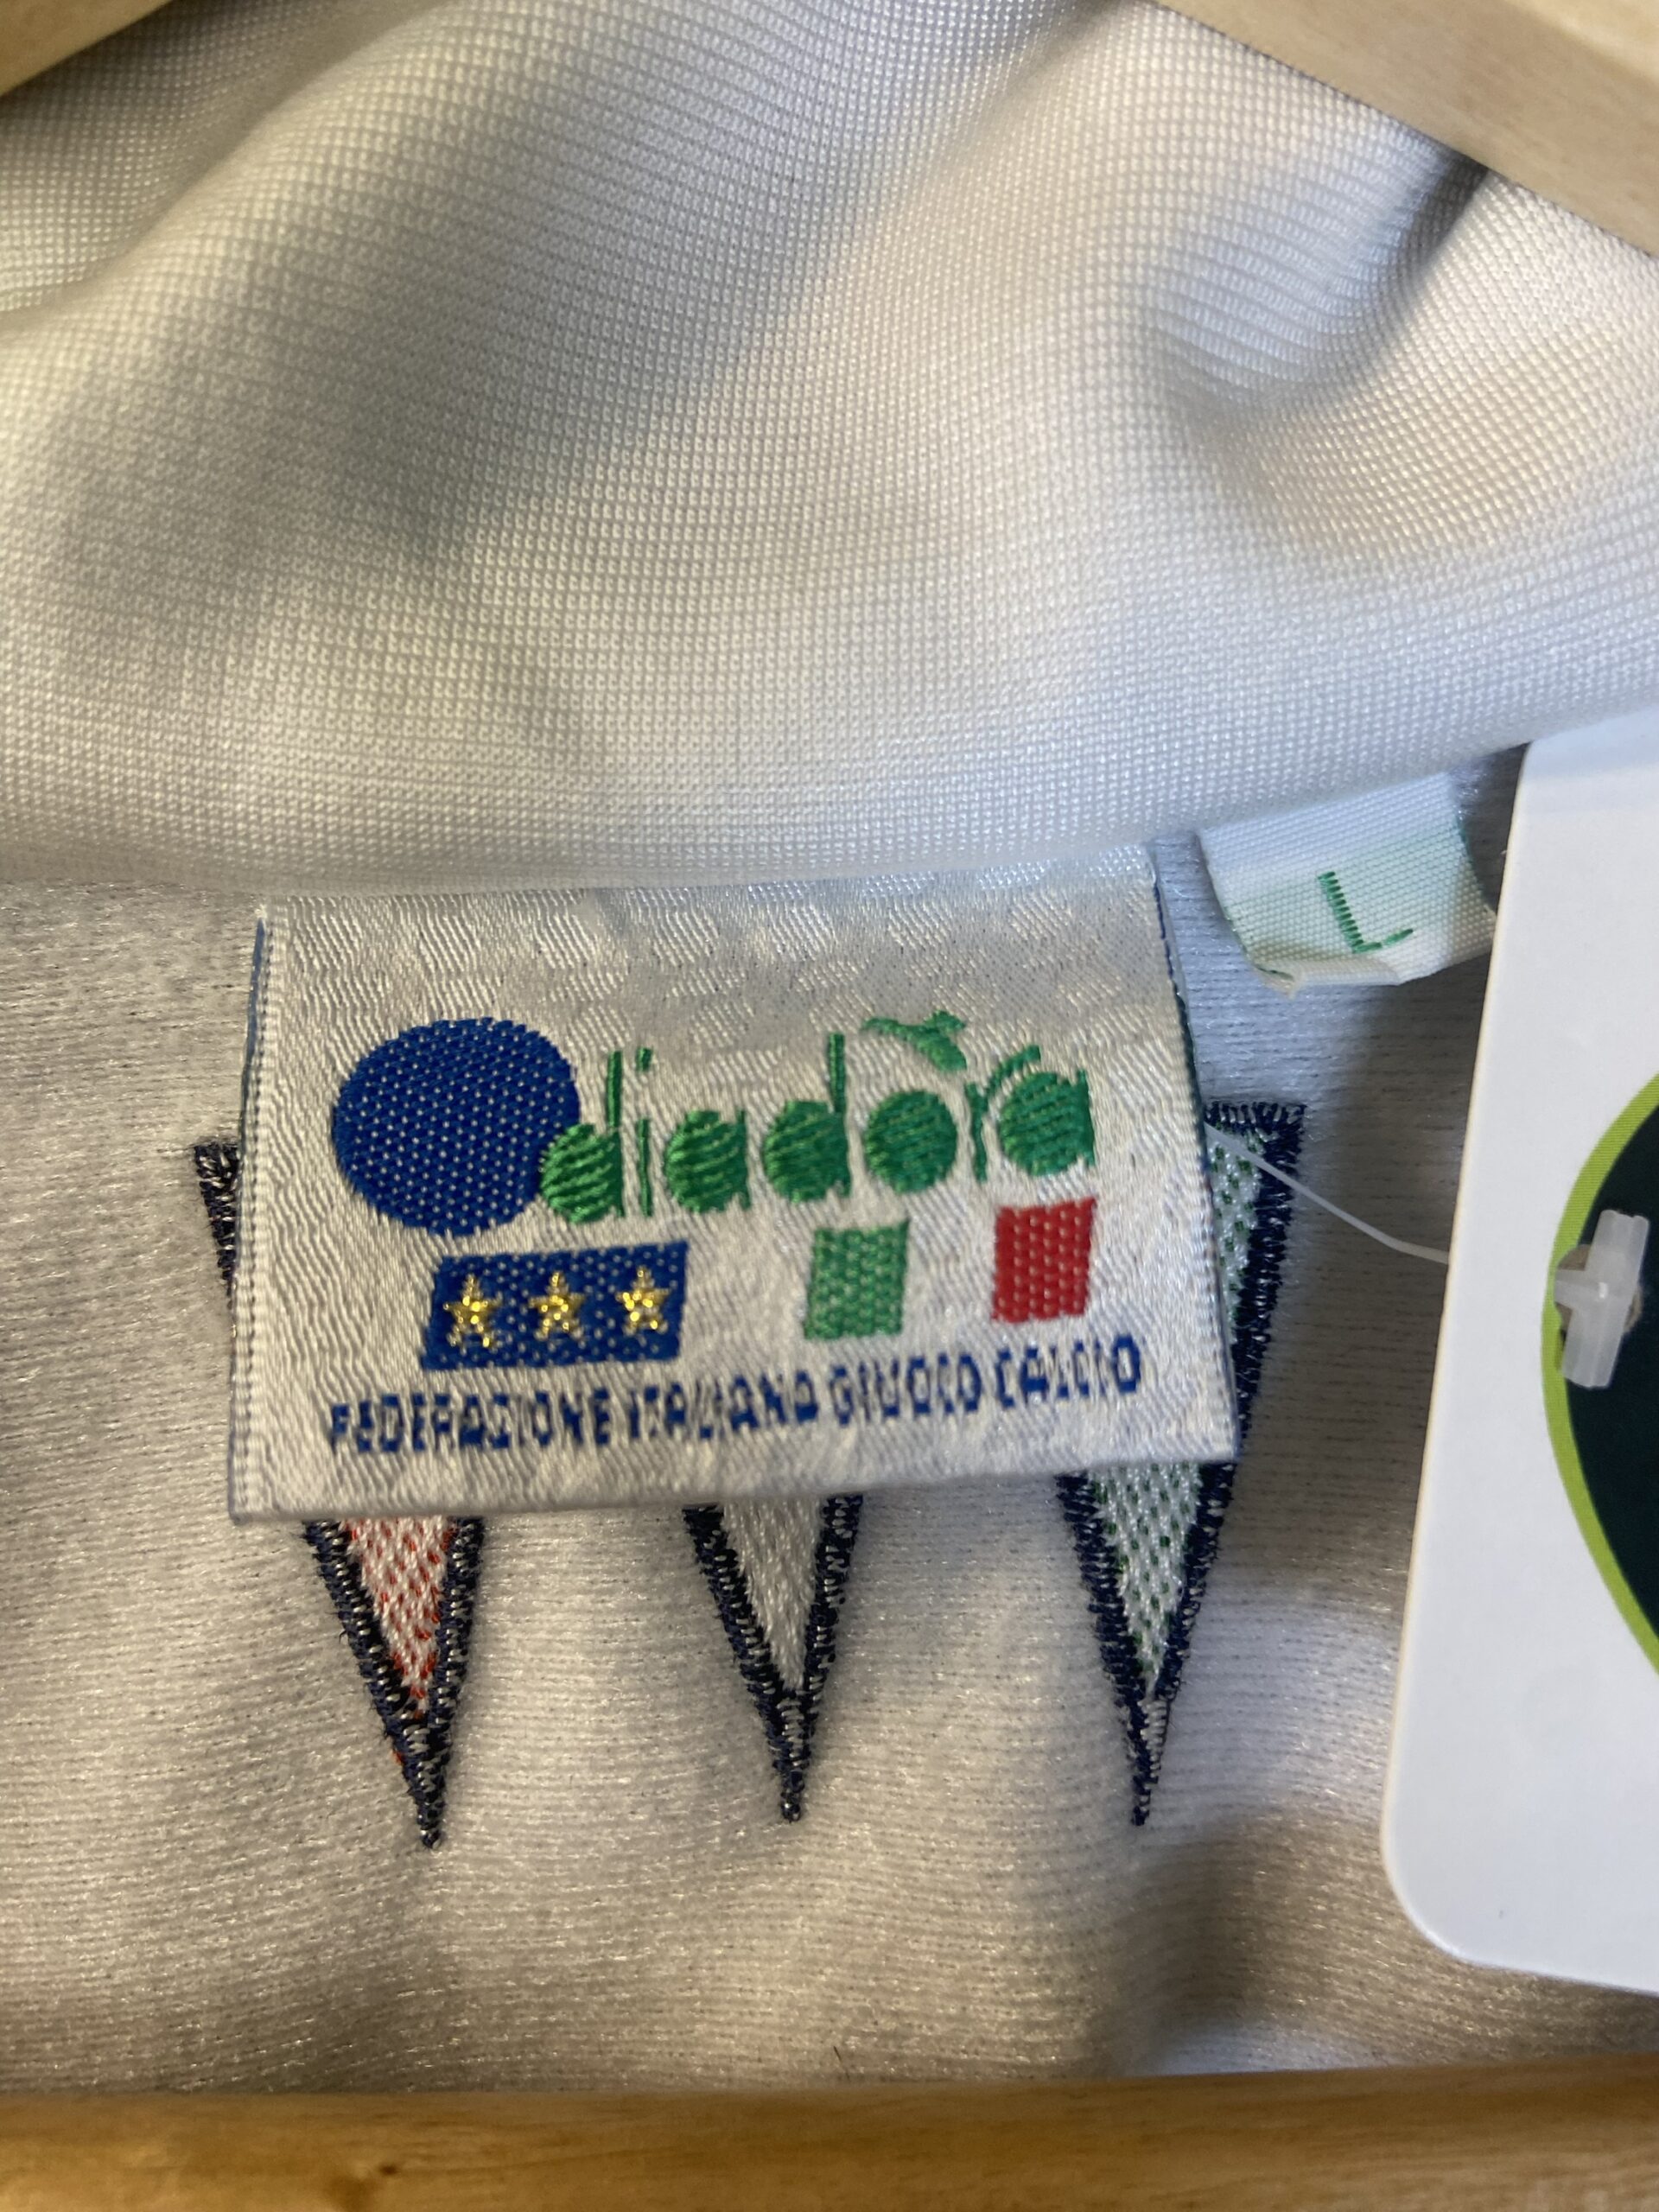 L
diadora
FEDERAZIONE ITALIANA GIUOCO CALCIO